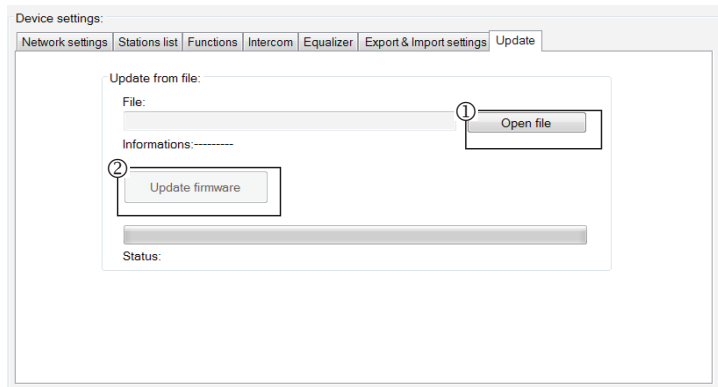 Device settings:
Network settings Stations list Functions Intercom Equalizer Export & Import settings Update
Update from file:
File:
① Open file
Informations:---------
②
Update firmware
Status: